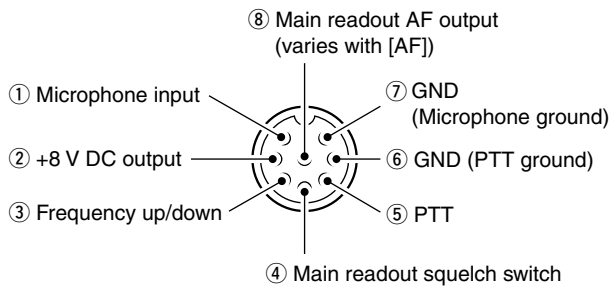 ⑧ Main readout AF output
(varies with [AF])
① Microphone input
⑦ GND
(Microphone ground)
② +8 V DC output
⑥ GND (PTT ground)
③ Frequency up/down
⑤ PTT
④ Main readout squelch switch